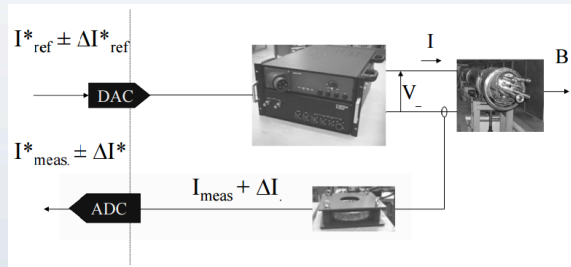 I*ref ± ΔI*ref
I
B
DAC
V
I*meas. ± ΔI*
Imeas + ΔI.
ADC